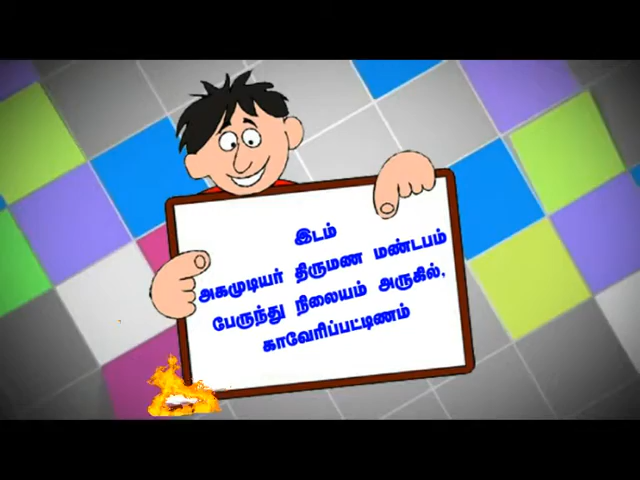 இடம்
அகமுடியர் திருமண மண்டபம்
பேருந்து நிலையம் அருகில்,
காவேரிப்பட்டிணம்